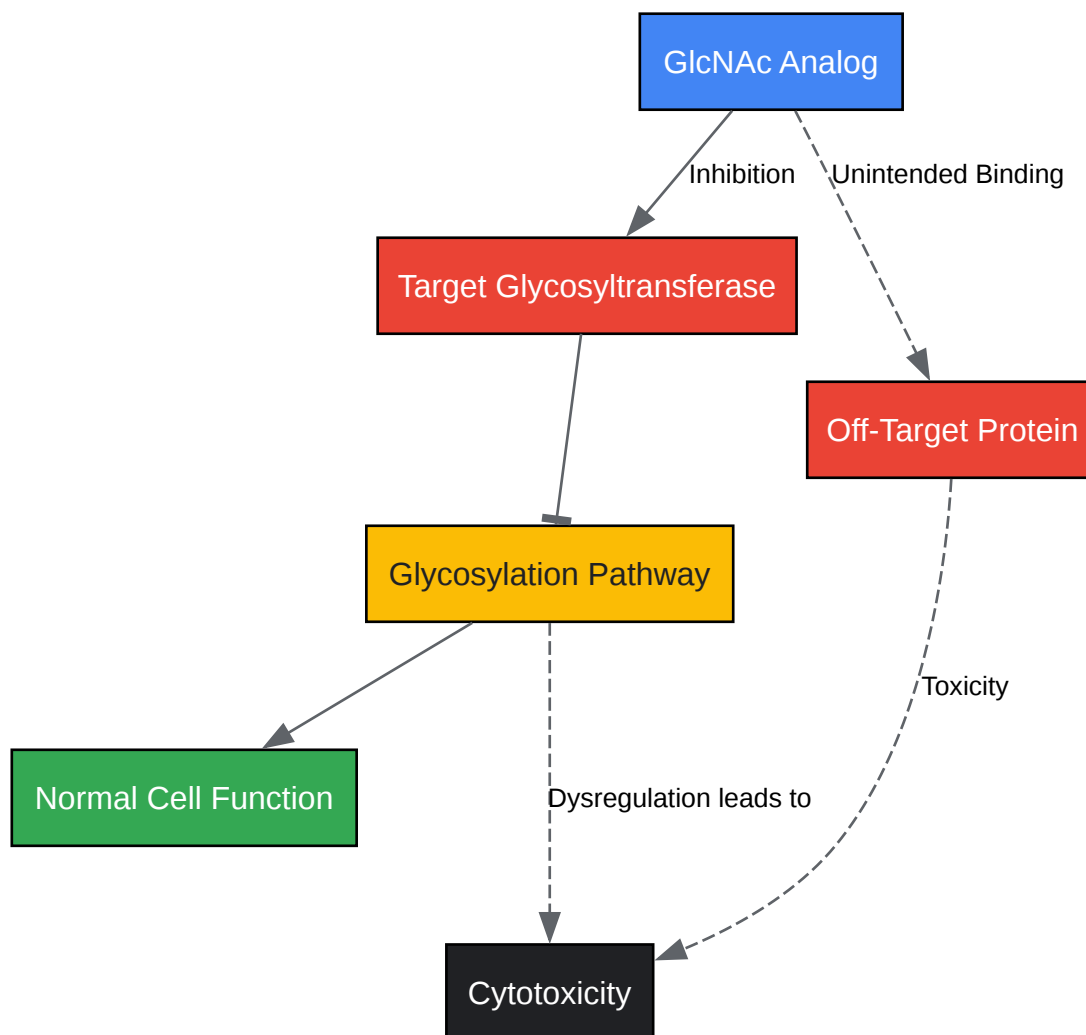 GlcNAc Analog
Inhibition
Unintended Binding
Target Glycosyltransferase
Off-Target Protein
Glycosylation Pathway
Toxicity
Normal Cell Function
Dysregulation leads to
Cytotoxicity